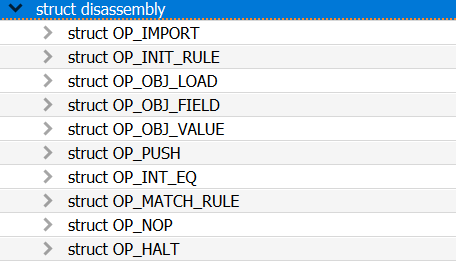 struct disassembly
struct OP_IMPORT
struct OP_INIT_RULE
struct OP_OBJ_LOAD
struct OP_OBJ_FIELD
struct OP_OBJ_VALUE
struct OP_PUSH
struct OP_INT_EQ
struct OP_MATCH_RULE
struct OP_NOP
struct OP_HALT